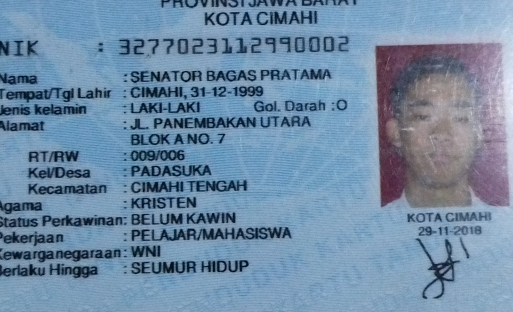 PROVINSI JAWA BARAT
KOTA CIMAHI
NIK : 3277023112990002
Nama : SENATOR BAGAS PRATAMA
Tempat/Tgl Lahir : CIMAHI, 31-12-1999
Jenis kelamin : LAKI-LAKI Gol. Darah : O
Alamat : JL. PANEMBAKAN UTARA
BLOK A NO. 7
RT/RW : 009/006
Kel/Desa : PADASUKA
Kecamatan : CIMAHI TENGAH
Agama : KRISTEN
Status Perkawinan: BELUM KAWIN
Pekerjaan : PELAJAR/MAHASISWA
Kewarganegaraan: WNI
Berlaku Hingga : SEUMUR HIDUP
KOTA CIMAHI
29-11-2018